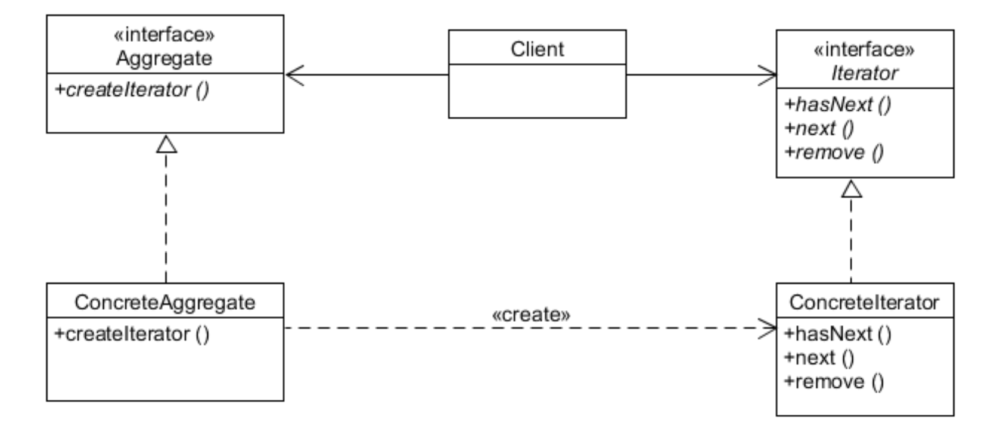 «interface»
Aggregate
+createIterator ()
Client
«interface»
Iterator
+hasNext ()
+next ()
+remove ()
ConcreteAggregate
+createIterator ()
«create»
ConcreteIterator
+hasNext ()
+next ()
+remove ()